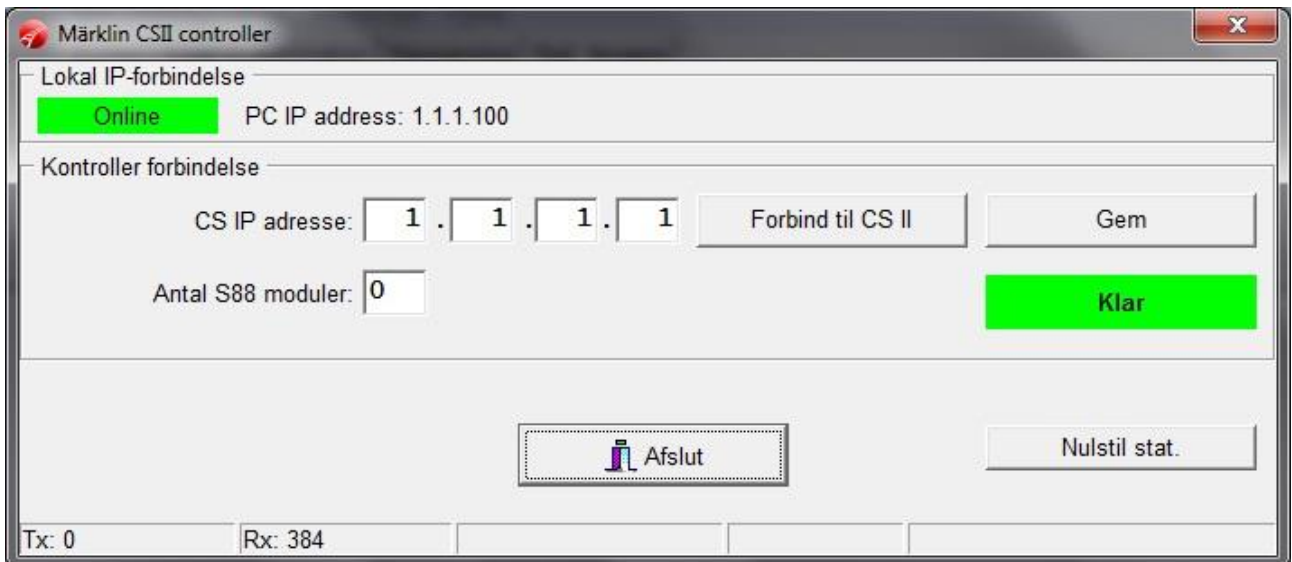 Märklin CSII controller
Lokal IP-forbindelse
Online PC IP address: 1.1.1.100
Kontroller forbindelse
CS IP adresse: 1 . 1 . 1 . 1 Forbind til CS II Gem
Antal S88 moduler: 0 Klar
Afslut Nulstil stat.
Tx: 0 Rx: 384